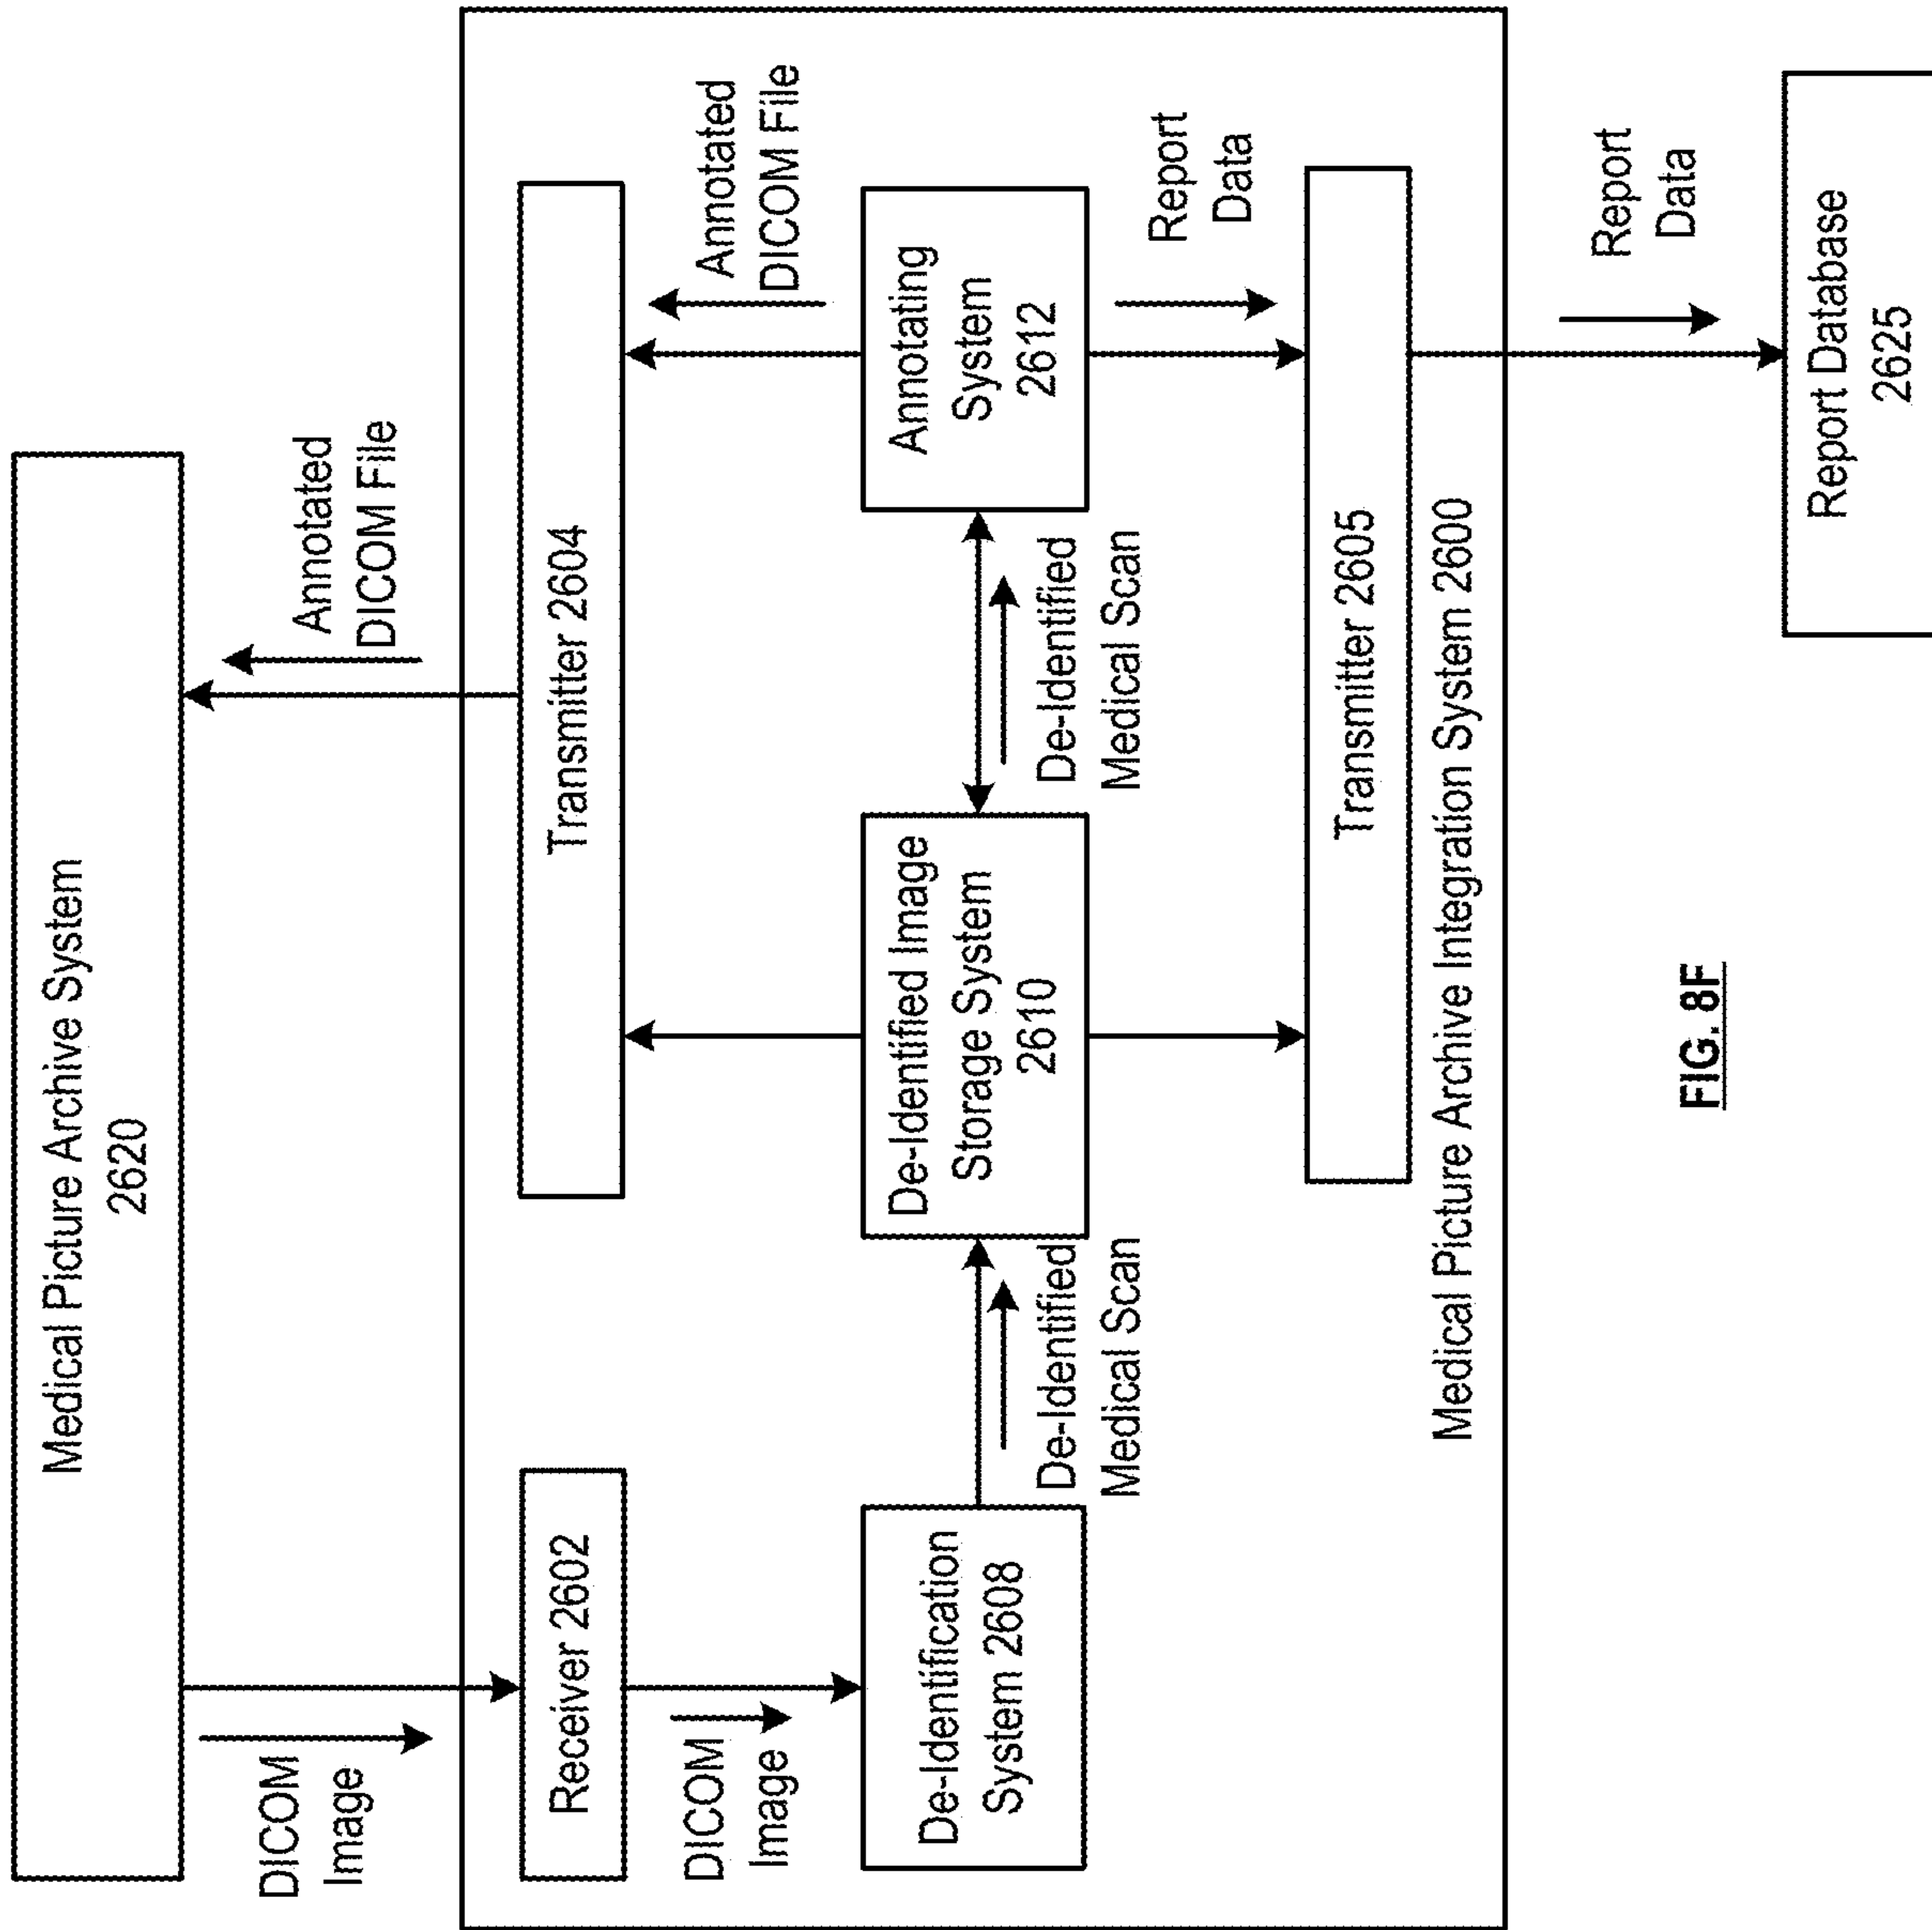 Medical Picture Archive System
2620
DICOM
Image
Annotated
DICOM File
Receiver 2602
Transmitter 2604
DICOM
Image
Annotated
DICOM File
De-Identification
System 2608
De-Identified
Medical Scan
De-Identified Image
Storage System
2610
De-Identified
Medical Scan
Annotating
System
2612
Report
Data
Transmitter 2605
Medical Picture Archive Integration System 2600
Report
Data
Report Database
2625
FIG. 8F